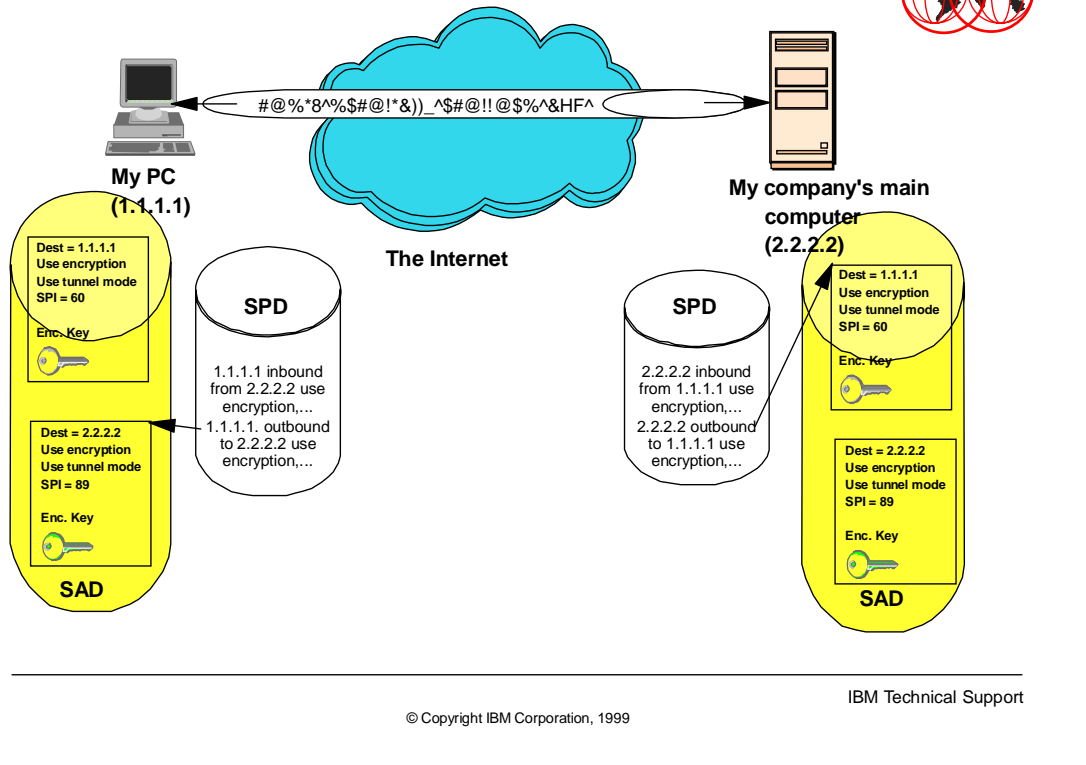 #@%*8^%$#@!*&))_^$#@!!@$%^&HF^
My PC
(1.1.1.1)
The Internet
My company's main
computer
(2.2.2.2)
Dest = 1.1.1.1
Use encryption
Use tunnel mode
SPI = 60
Enc. Key
Dest = 2.2.2.2
Use encryption
Use tunnel mode
SPI = 89
Enc. Key
SAD
SPD
1.1.1.1 inbound
from 2.2.2.2 use
encryption,...
1.1.1.1. outbound
to 2.2.2.2 use
encryption,...
SPD
2.2.2.2 inbound
from 1.1.1.1 use
encryption,...
2.2.2.2 outbound
to 1.1.1.1 use
encryption,...
Dest = 1.1.1.1
Use encryption
Use tunnel mode
SPI = 60
Enc. Key
Dest = 2.2.2.2
Use encryption
Use tunnel mode
SPI = 89
Enc. Key
SAD
IBM Technical Support
© Copyright IBM Corporation, 1999